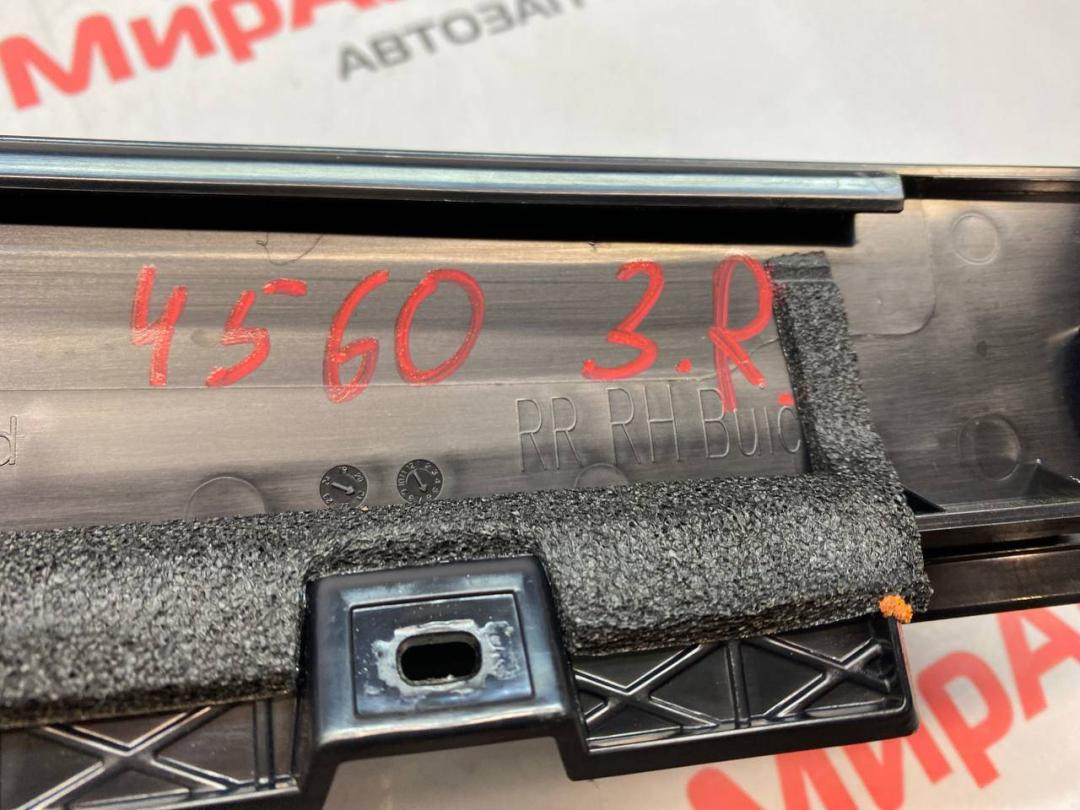 МирА
АВТОЗАП
4560 3.R.
d
RR RH Buic
МирА